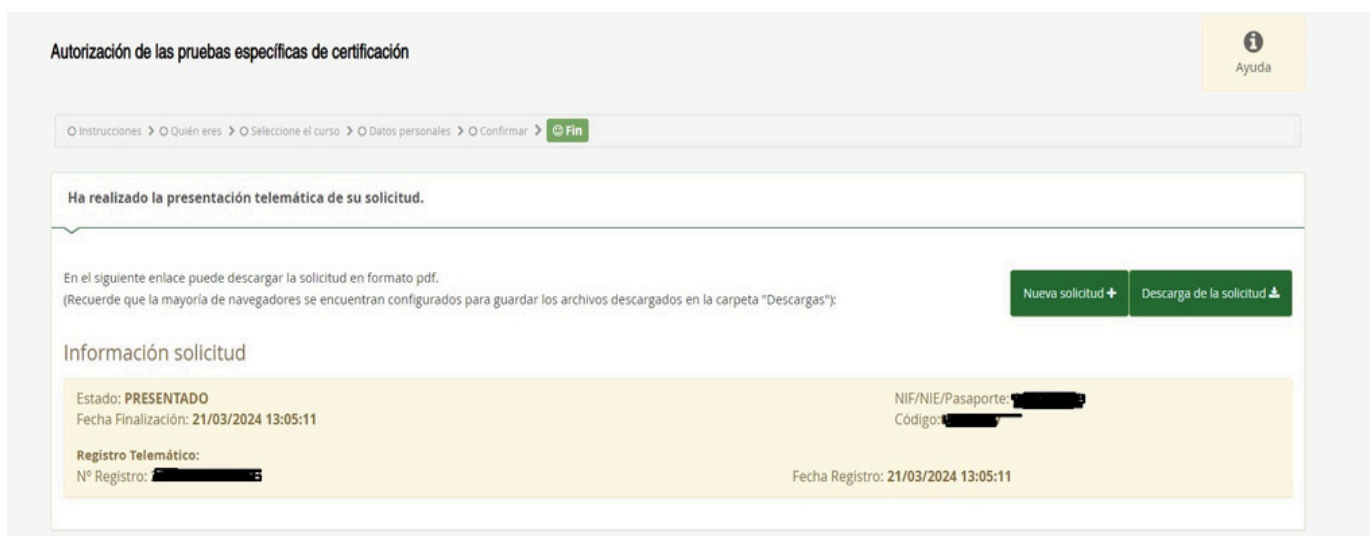 Autorización de las pruebas específicas de certificación
Ayuda
Instrucciones > Quién eres > Seleccione el curso > Datos personales > Confirmar > Fin
Ha realizado la presentación telemática de su solicitud.
En el siguiente enlace puede descargar la solicitud en formato pdf.
(Recuerde que la mayoría de navegadores se encuentran configurados para guardar los archivos descargados en la carpeta "Descargas"):
Nueva solicitud + Descarga de la solicitud
Información solicitud
Estado: PRESENTADO NIF/NIE/Pasaporte:
Fecha Finalización: 21/03/2024 13:05:11 Código:
Registro Telemático:
Nº Registro: Fecha Registro: 21/03/2024 13:05:11